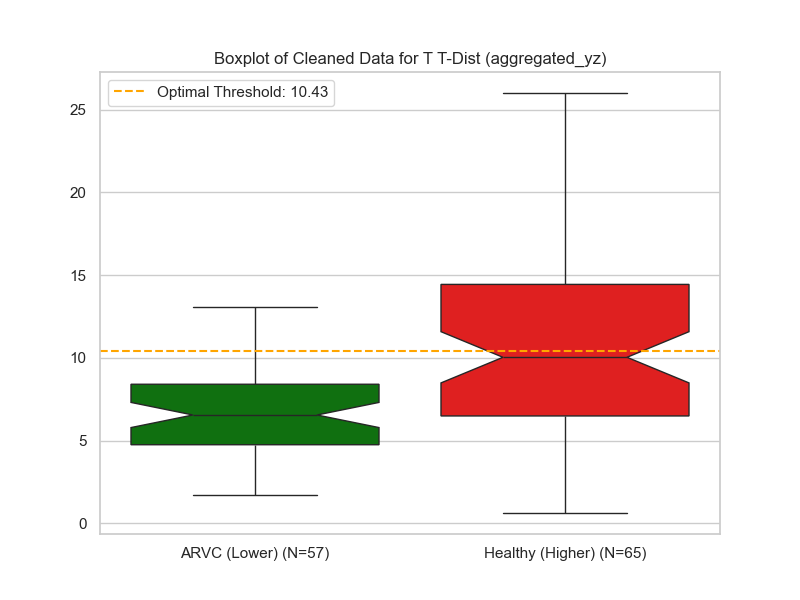 Boxplot of Cleaned Data for T T-Dist (aggregated_yz)
Optimal Threshold: 10.43
25
20
15
10
5
0
ARVC (Lower) (N=57)
Healthy (Higher) (N=65)